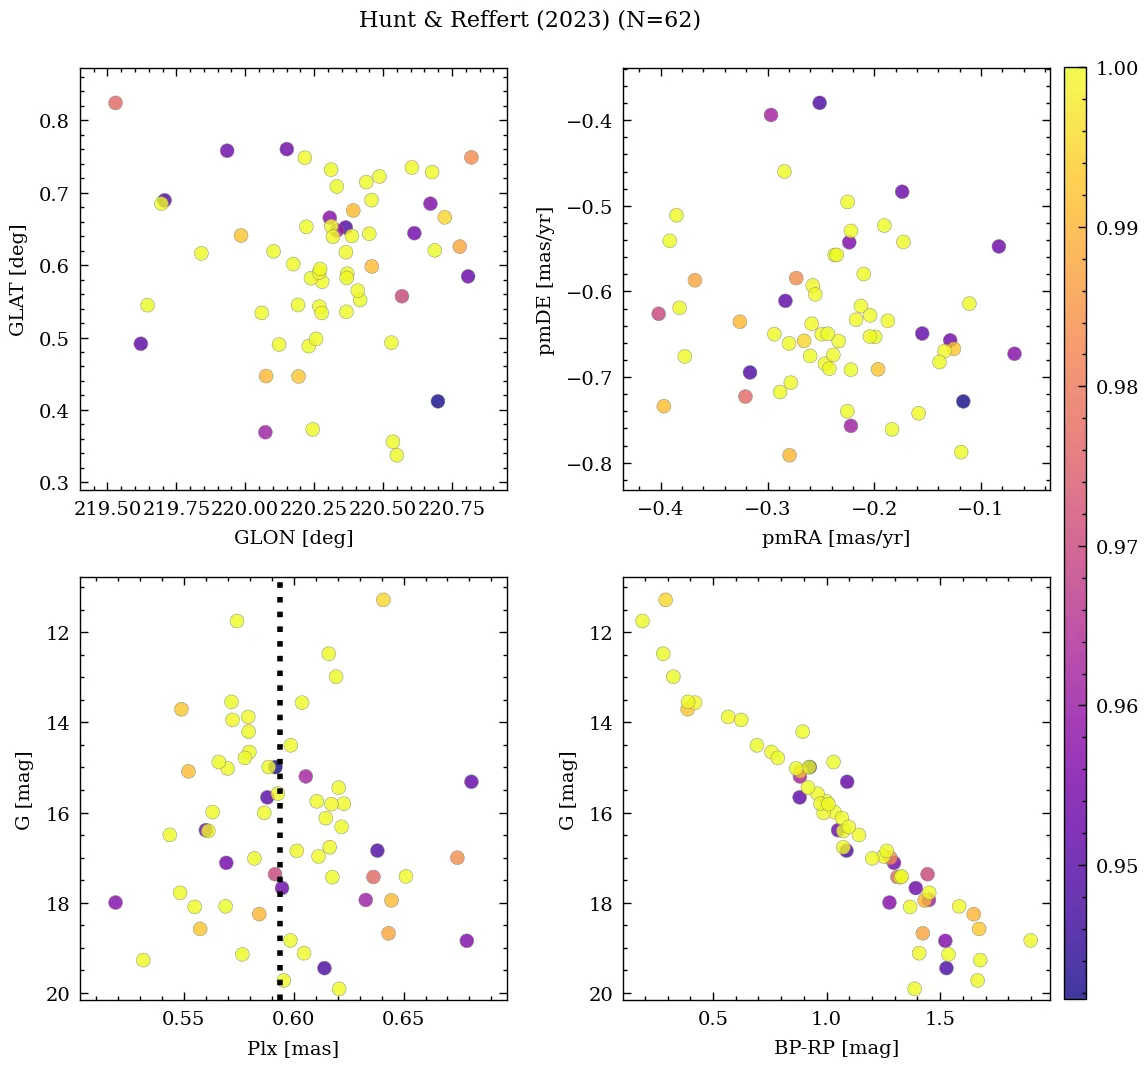 Hunt & Reffert (2023) (N=62)
0.8
0.7
0.6
0.5
0.4
0.3
GLAT [deg]
219.50 219.75 220.00 220.25 220.50 220.75
GLON [deg]
−0.4
−0.5
−0.6
−0.7
−0.8
pmDE [mas/yr]
−0.4 −0.3 −0.2 −0.1
pmRA [mas/yr]
1.00
0.99
0.98
0.97
0.96
0.95
12
14
16
18
20
G [mag]
0.55 0.60 0.65
Plx [mas]
12
14
16
18
20
G [mag]
0.5 1.0 1.5
BP-RP [mag]